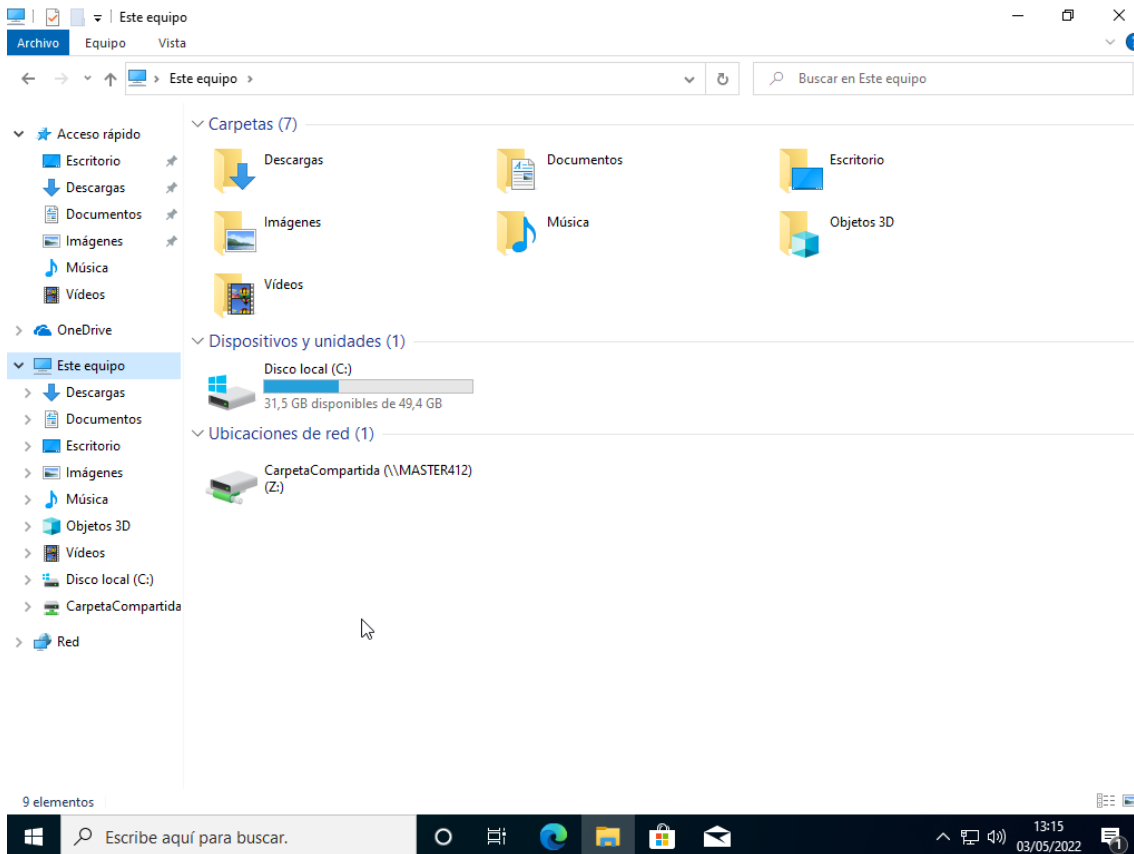 Este equipo
Archivo Equipo Vista
Este equipo
Buscar en Este equipo
Acceso rápido
Escritorio
Descargas
Documentos
Imágenes
Música
Vídeos
OneDrive
Este equipo
Descargas
Documentos
Escritorio
Imágenes
Música
Objetos 3D
Vídeos
Disco local (C:)
CarpetaCompartida
Red
Carpetas (7)
Descargas
Documentos
Escritorio
Imágenes
Música
Objetos 3D
Vídeos
Dispositivos y unidades (1)
Disco local (C:)
31,5 GB disponibles de 49,4 GB
Ubicaciones de red (1)
CarpetaCompartida (\\MASTER412)
(Z:)
9 elementos
Escribe aquí para buscar.
13:15
03/05/2022
1